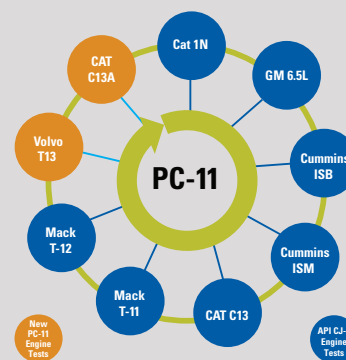 Cat 1N
CAT
C13A
GM 6.5L
Volvo
T13
PC-11
Cummins
ISB
Mack
T-12
Cummins
ISM
Mack
T-11
CAT C13
New
PC-11
Engine
Tests
API CJ-
Engine
Tests